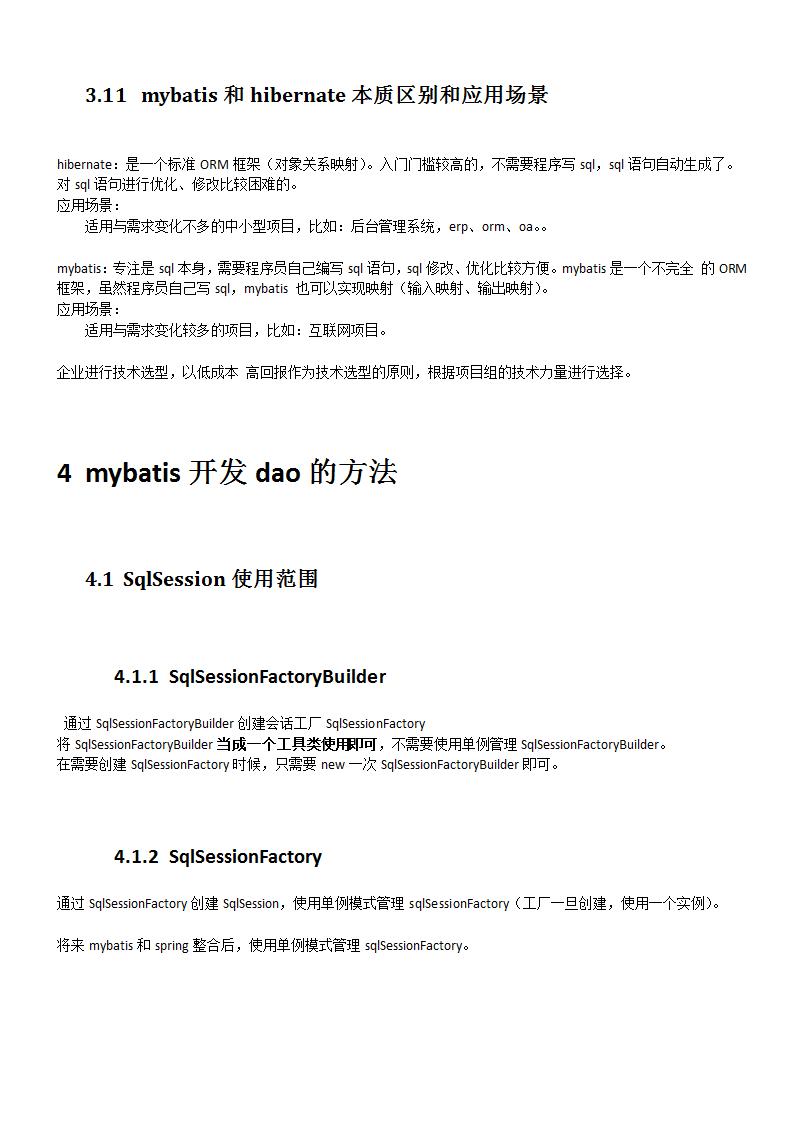 3.11 mybatis 和 hibernate 本质区别和应用场景
hibernate：是一个标准 ORM 框架（对象关系映射）。入门门槛较高的，不需要程序写 sql，sql 语句自动生成了。
对 sql 语句进行优化、修改比较困难的。
应用场景：
适用与需求变化不多的中小型项目，比如：后台管理系统，erp、orm、oa。。
mybatis：专注是 sql 本身，需要程序员自己编写 sql 语句，sql 修改、优化比较方便。mybatis 是一个不完全 的 ORM
框架，虽然程序员自己写 sql，mybatis 也可以实现映射（输入映射、输出映射）。
应用场景：
适用与需求变化较多的项目，比如：互联网项目。
企业进行技术选型，以低成本 高回报作为技术选型的原则，根据项目组的技术力量进行选择。
4 mybatis 开发 dao 的方法
4.1 SqlSession 使用范围
4.1.1 SqlSessionFactoryBuilder
通过 SqlSessionFactoryBuilder 创建会话工厂 SqlSessionFactory
将 SqlSessionFactoryBuilder 当成一个工具类使用即可，不需要使用单例管理 SqlSessionFactoryBuilder。
在需要创建 SqlSessionFactory 时候，只需要 new 一次 SqlSessionFactoryBuilder 即可。
4.1.2 SqlSessionFactory
通过 SqlSessionFactory 创建 SqlSession，使用单例模式管理 sqlSessionFactory（工厂一旦创建，使用一个实例）。
将来 mybatis 和 spring 整合后，使用单例模式管理 sqlSessionFactory。